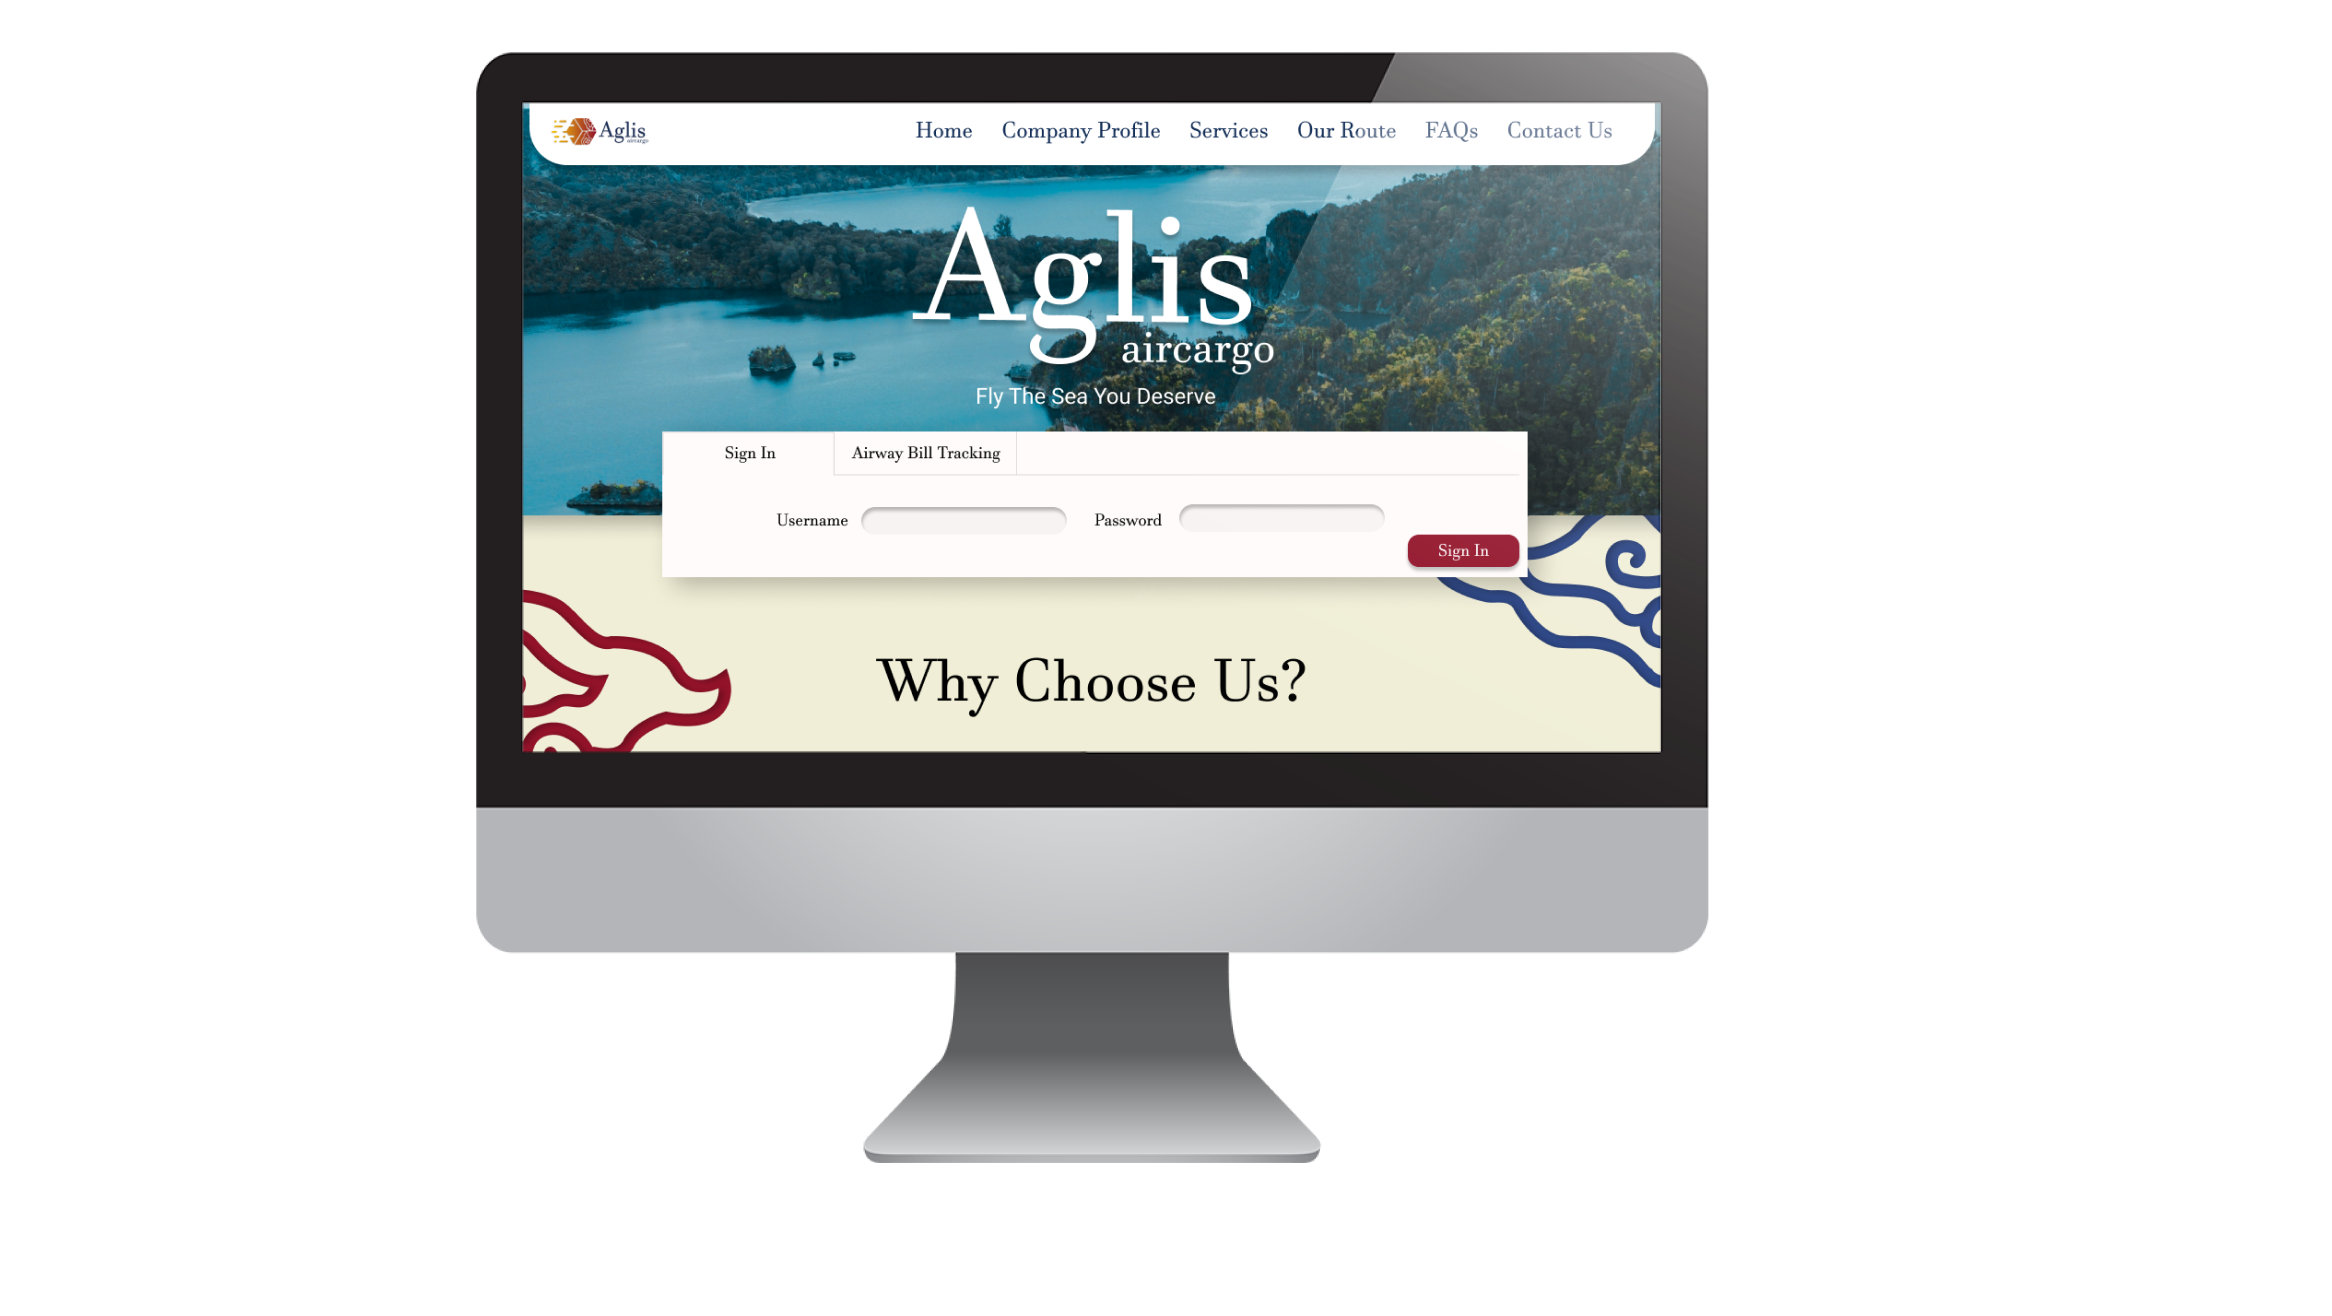 Aglis
aircargo
Home Company Profile Services Our Route FAQs Contact Us
Aglis
aircargo
Fly The Sea You Deserve
Sign In Airway Bill Tracking
Username Password
Sign In
Why Choose Us?